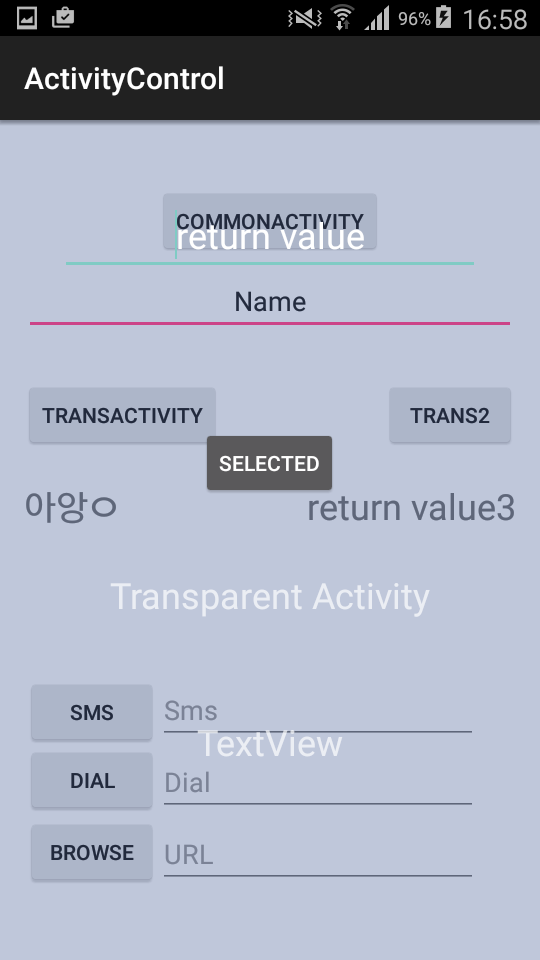 96% 16:58
ActivityControl
COMMONACTIVITY
return value
Name
TRANSACTIVITY TRANS2
SELECTED
아앙ㅇ return value3
Transparent Activity
SMS Sms
TextView
DIAL Dial
BROWSE URL